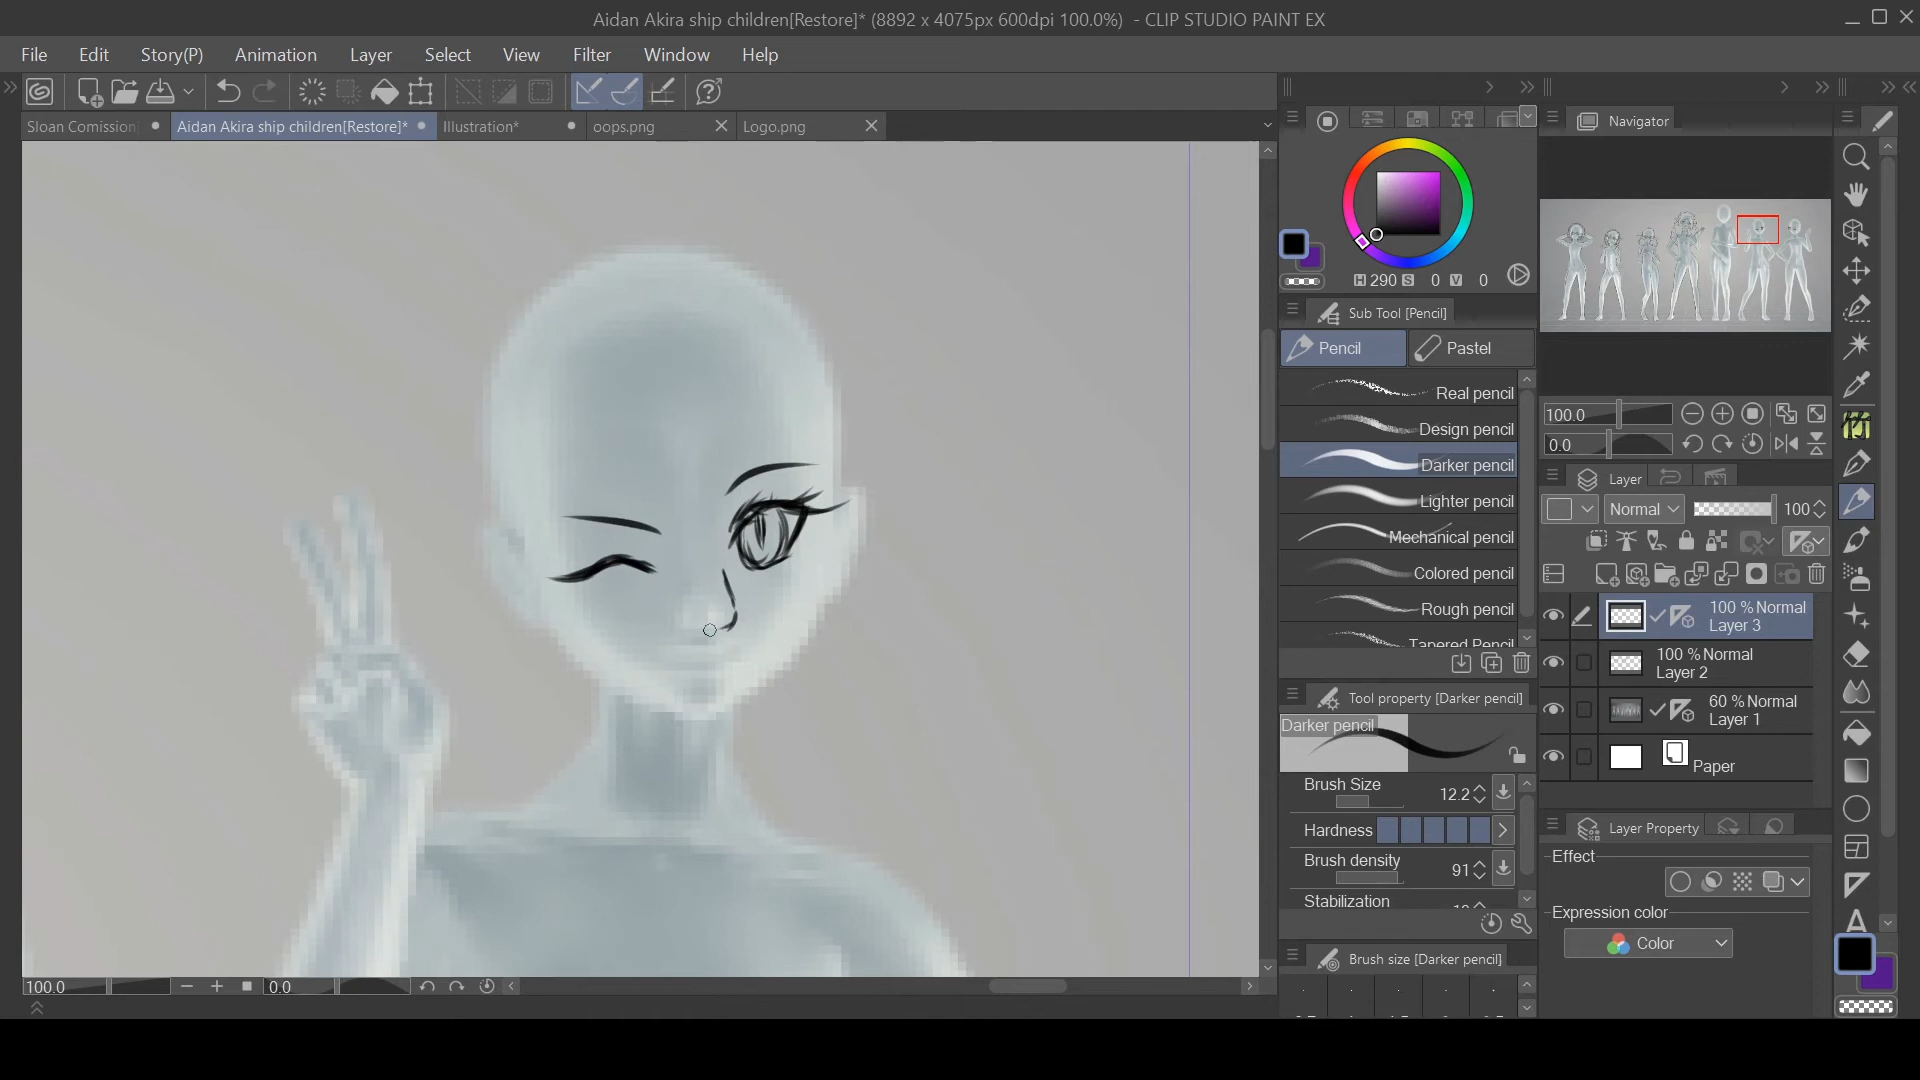 Aidan Akira ship children[Restore]* (8892 x 4075px 600dpi 100.0%) - CLIP STUDIO PAINT EX
File Edit Story(P) Animation Layer Select View Filter Window Help
Sloan Comission
Aidan Akira ship children[Restore]*
Illustration*
oops.png
Logo.png
Navigator
H 290 S 0 V 0
Sub Tool [Pencil]
Pencil
Pastel
Real pencil
Design pencil
Darker pencil
Lighter pencil
Mechanical pencil
Colored pencil
Rough pencil
Tapered Pencil
Tool property [Darker pencil]
Darker pencil
Brush Size 12.2
Hardness
Brush density 91
Stabilization
Brush size [Darker pencil]
100.0
0.0
Layer
Normal 100
100 % Normal
Layer 3
100 % Normal
Layer 2
60 % Normal
Layer 1
Paper
Layer Property
Effect
Expression color
Color
100.0 0.0